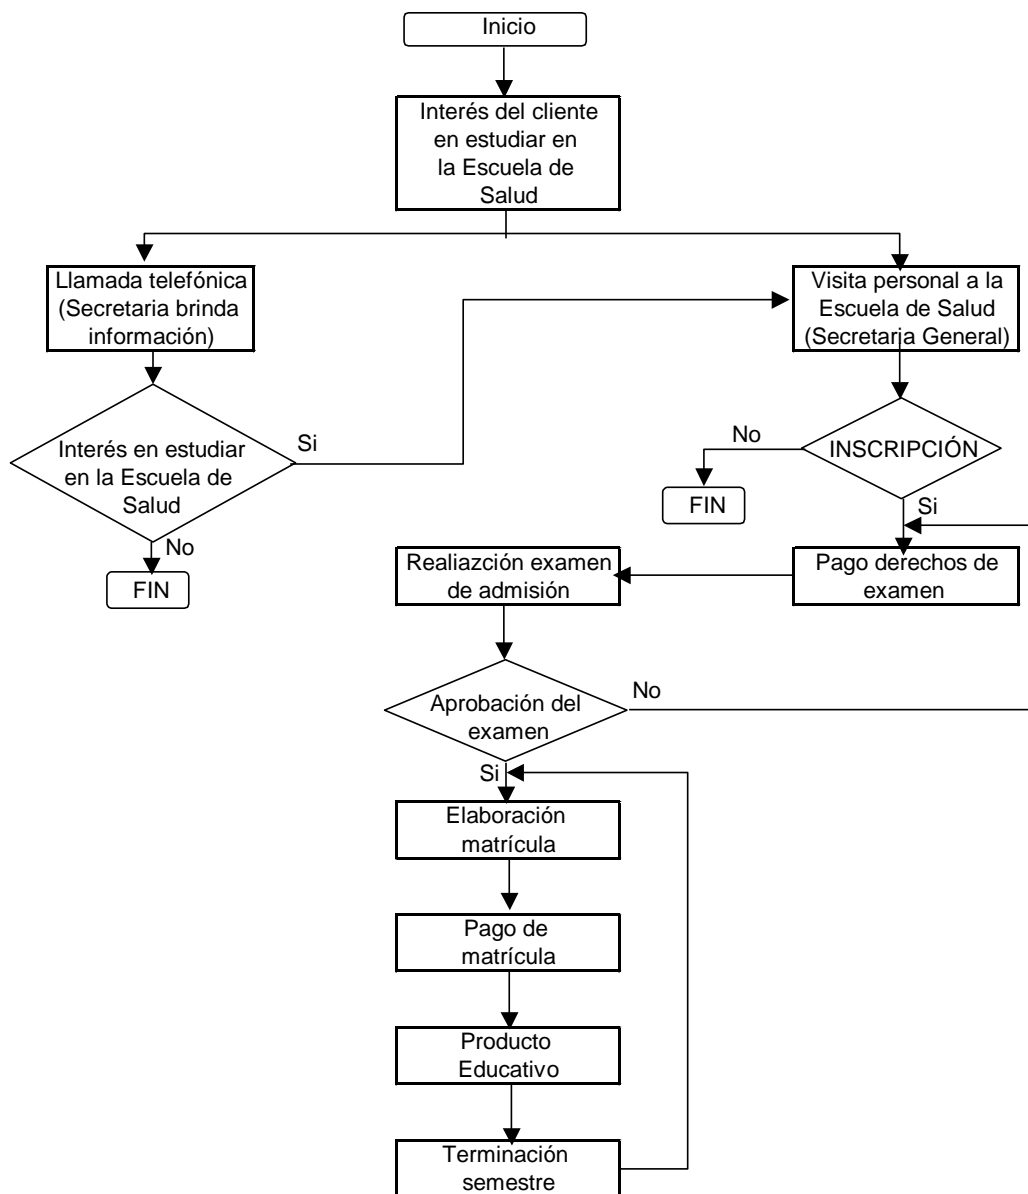 Inicio
Interés del cliente
en estudiar en
la Escuela de
Salud
Llamada telefónica
(Secretaria brinda
información)
Visita personal a la
Escuela de Salud
(Secretaria General)
Interés en estudiar
en la Escuela de
Salud
Si
No
INSCRIPCIÓN
FIN
Si
No
FIN
Realiazción examen
de admisión
Pago derechos de
examen
Aprobación del
examen
No
Si
Elaboración
matrícula
Pago de
matrícula
Producto
Educativo
Terminación
semestre